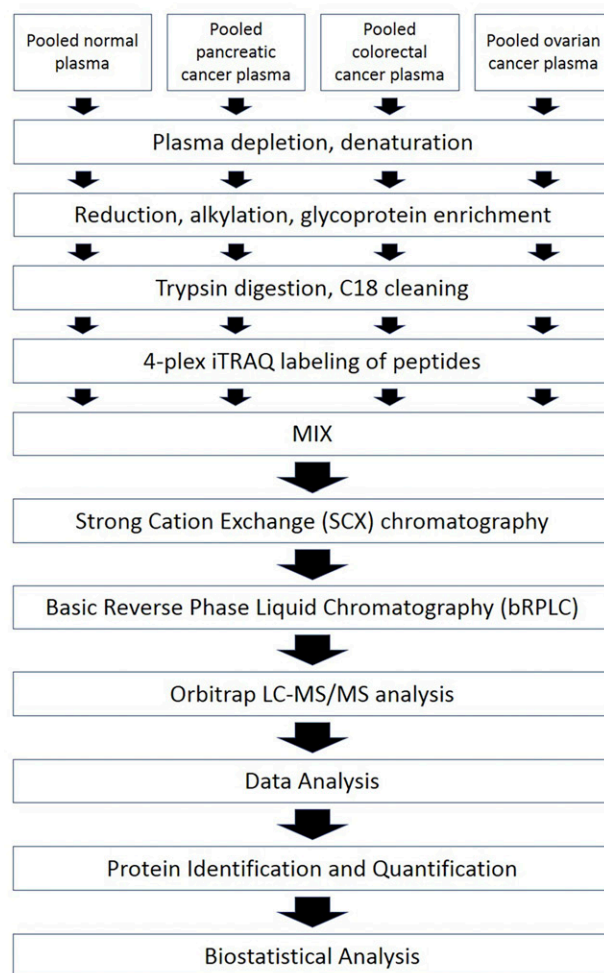 Pooled normal
plasma
Pooled
pancreatic
cancer plasma
Pooled
colorectal
cancer plasma
Pooled ovarian
cancer plasma
Plasma depletion, denaturation
Reduction, alkylation, glycoprotein enrichment
Trypsin digestion, C18 cleaning
4-plex iTRAQ labeling of peptides
MIX
Strong Cation Exchange (SCX) chromatography
Basic Reverse Phase Liquid Chromatography (bRPLC)
Orbitrap LC-MS/MS analysis
Data Analysis
Protein Identification and Quantification
Biostatistical Analysis